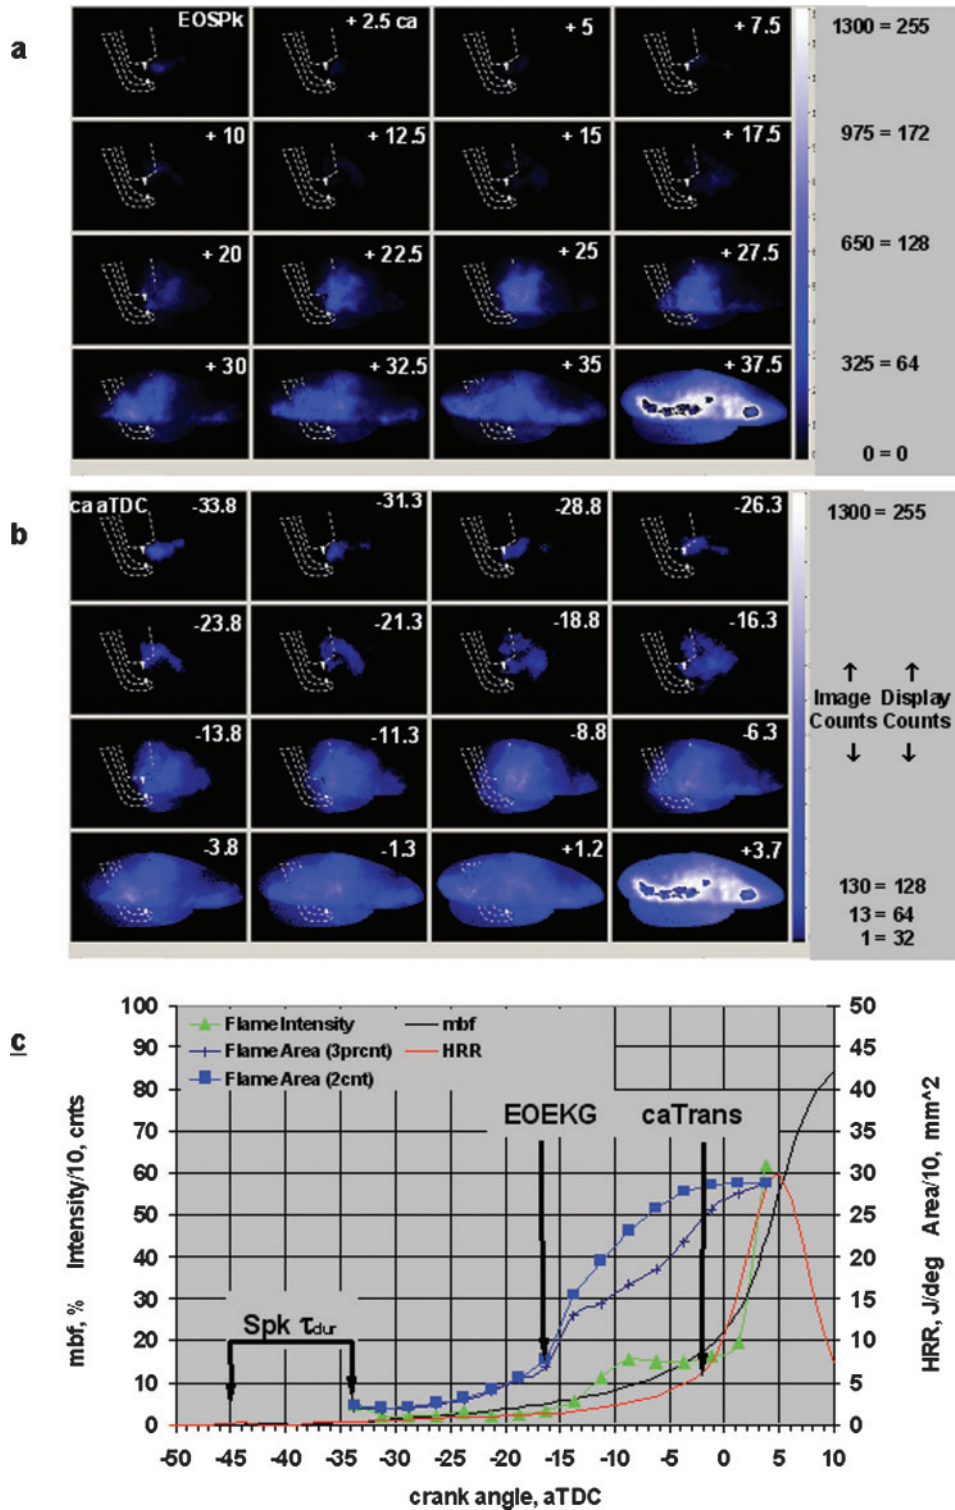 a
EOSPk + 2.5 ca + 5 + 7.5
+ 10 + 12.5 + 15 + 17.5
+ 20 + 22.5 + 25 + 27.5
+ 30 + 32.5 + 35 + 37.5
1300 = 255
975 = 172
650 = 128
325 = 64
0 = 0
b
ca aTDC -33.8 -31.3 -28.8 -26.3
-23.8 -21.3 -18.8 -16.3
-13.8 -11.3 -8.8 -6.3
-3.8 -1.3 +1.2 +3.7
1300 = 255
↑ ↑
Image Display
Counts Counts
↓ ↓
130 = 128
13 = 64
1 = 32
c
mbf, % Intensity/10, cnts
100
90
80
70
60
50
40
30
20
10
0
Flame Intensity mbf
Flame Area (3prcnt) HRR
Flame Area (2cnt)
EOEKG caTrans
Spk τdur
50
45
40
35
30
25
20
15
10
5
0
HRR, J/deg Area/10, mm^2
-50 -45 -40 -35 -30 -25 -20 -15 -10 -5 0 5 10
crank angle, aTDC